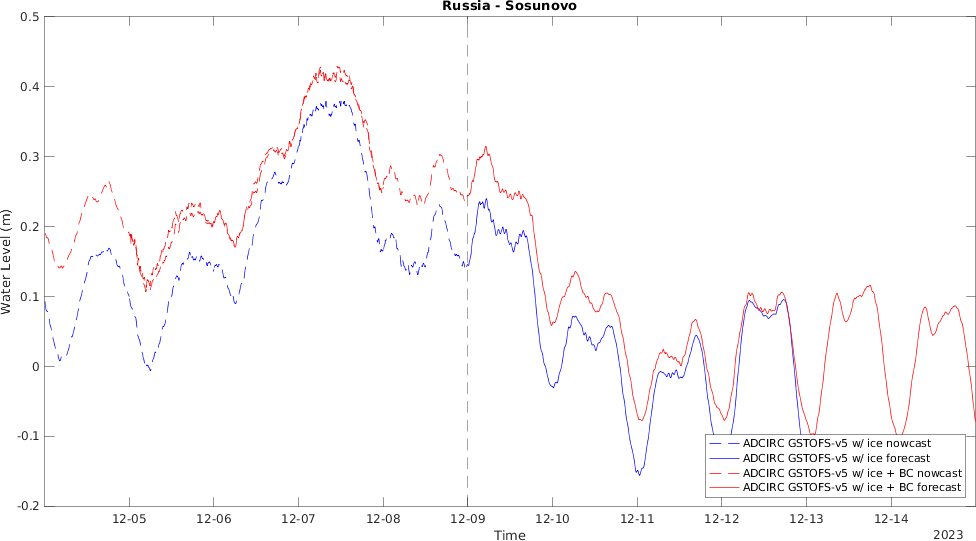 Russia - Sosunovo
0.5
0.4
0.3
0.2
0.1
0
-0.1
-0.2
Water Level (m)
ADCIRC GSTOFS-v5 w/ ice nowcast
ADCIRC GSTOFS-v5 w/ ice forecast
ADCIRC GSTOFS-v5 w/ ice + BC nowcast
ADCIRC GSTOFS-v5 w/ ice + BC forecast
12-05 12-06 12-07 12-08 12-09 12-10 12-11 12-12 12-13 12-14
Time
2023